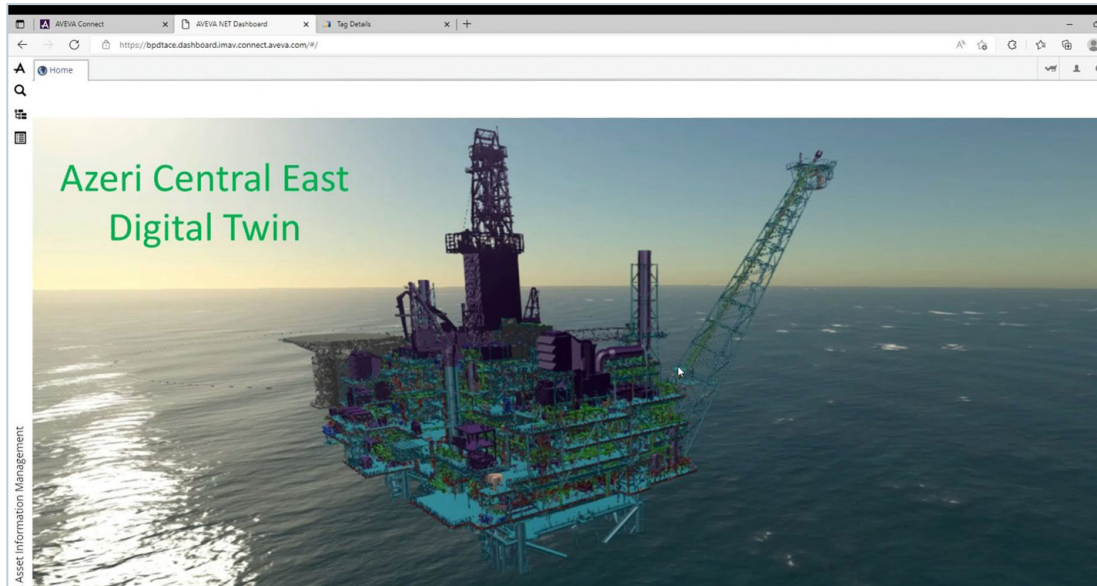 AVEVA Connect
AVEVA NET Dashboard
Tag Details
https://bpdtace.dashboard.imav.connect.aveva.com/#/
Home
Azeri Central East
Digital Twin
Asset Information Management